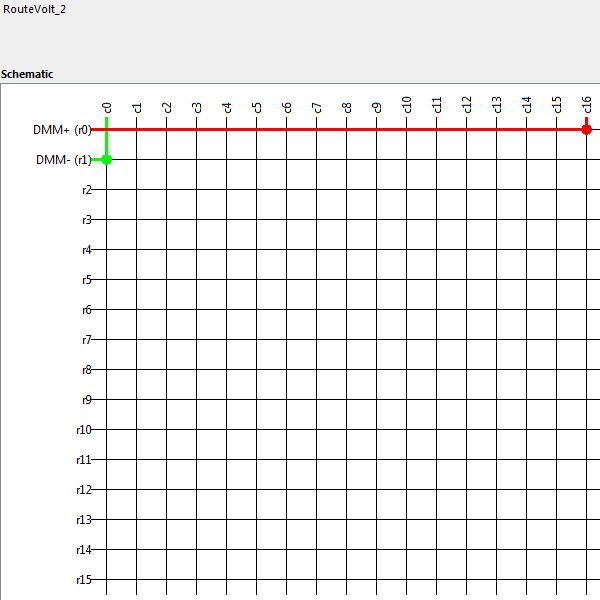 RouteVolt_2
Schematic
c0 c1 c2 c3 c4 c5 c6 c7 c8 c9 c10 c11 c12 c13 c14 c15 c16
DMM+ (r0)
DMM- (r1)
r2
r3
r4
r5
r6
r7
r8
r9
r10
r11
r12
r13
r14
r15